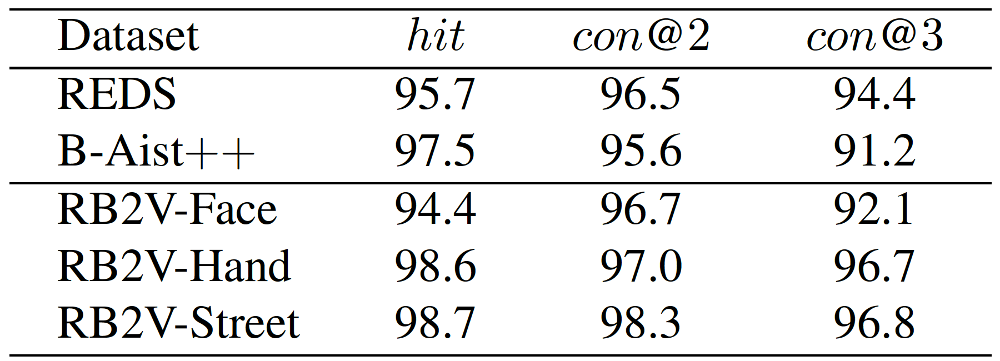 Dataset hit con@2 con@3
REDS 95.7 96.5 94.4
B-Aist++ 97.5 95.6 91.2
RB2V-Face 94.4 96.7 92.1
RB2V-Hand 98.6 97.0 96.7
RB2V-Street 98.7 98.3 96.8